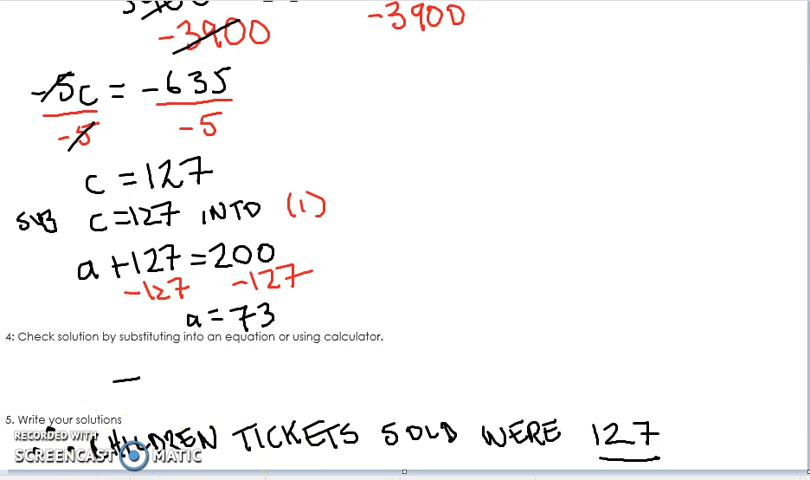 -3900 -3900
-5c = -635
-5 -5
c = 127
SUB c=127 INTO (1)
a +127 = 200
-127 -127
a = 73
4: Check solution by substituting into an equation or using calculator.
5. Write your solutions
∴ CHILDREN TICKETS SOLD WERE 127
RECORDED WITH
SCREENCAST MATIC